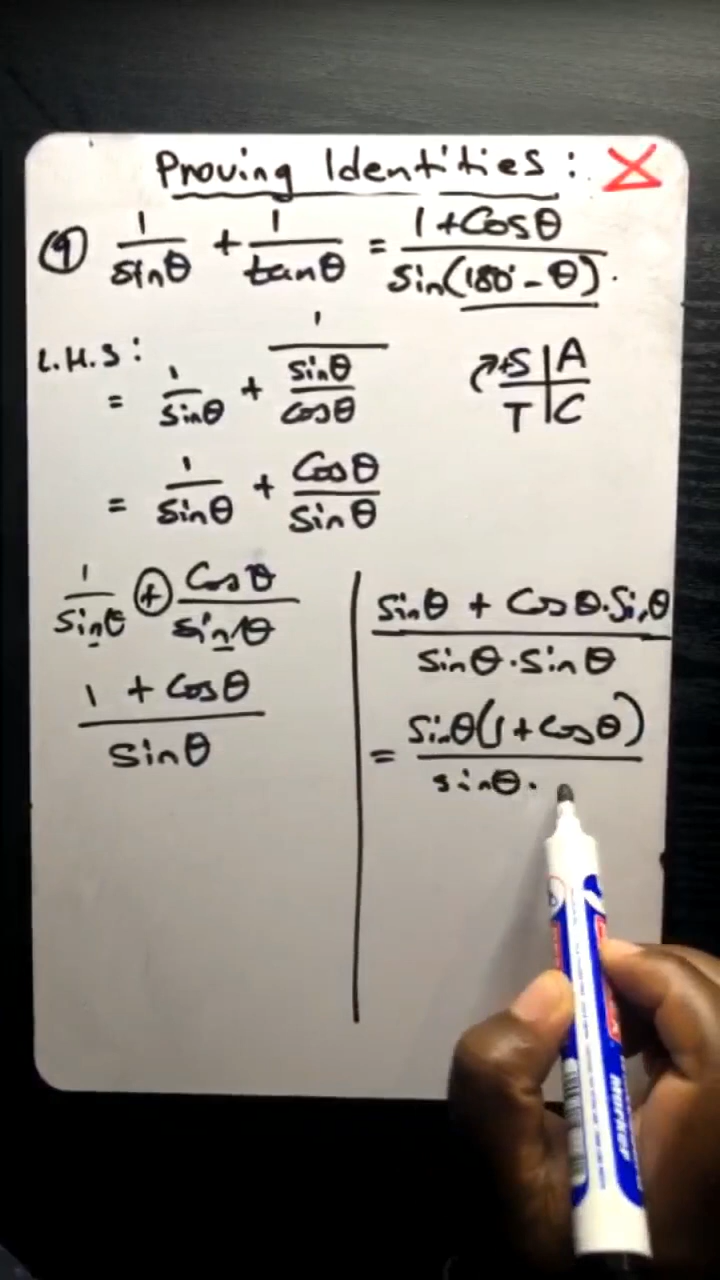 Proving Identities:
9 1/sinθ + 1/tanθ = 1+Cosθ/sin(180°-θ).
L.H.S:
= 1/sinθ + 1/(sinθ/cosθ)
+S A
T C
= 1/sinθ + Cosθ/sinθ
1/sinθ + Cosθ/sinθ
1 + Cosθ/sinθ
sinθ + Cosθ.Sinθ/sinθ.sinθ
= sinθ(1+Cosθ)/sinθ.
Marker